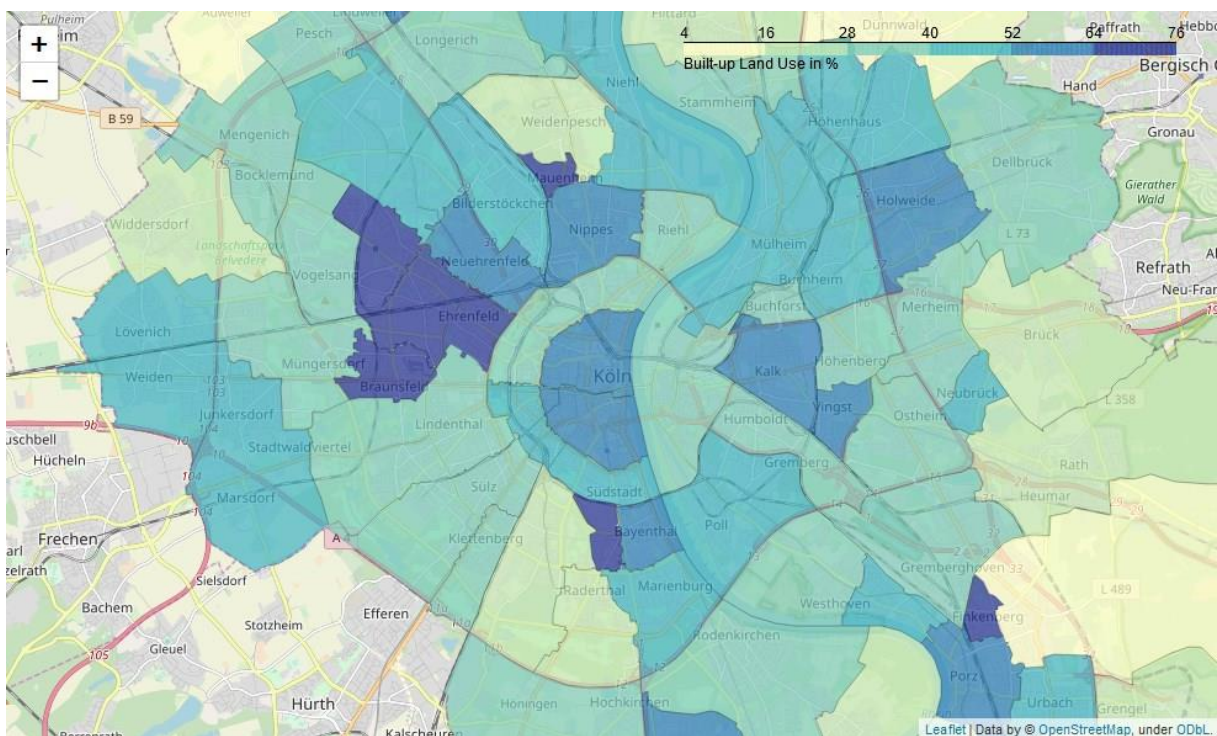 +
−
4 16 28 40 52 64 76
Built-up Land Use in %
Pulheim
Pesch
Longerich
Flittard
Dünnwald
Paffrath
Niehl
Stammheim
Hand
Bergisch G
B 59
Mengenich
Weidenpesch
Höhenhaus
Gronau
Bocklemünd
Mauenheim
Dellbrück
Gierather
Wald
Bilderstöckchen
Holweide
Widdersdorf
Nippes
Riehl
L 73
Landschaftspark
Belvedere
Neuehrenfeld
Mülheim
Refrath
Vogelsang
Buchheim
Neu-Fran
Ehrenfeld
Buchforst
Merheim
Lövenich
Brück
Müngersdorf
Höhenberg
Weiden
Köln
Kalk
Braunsfeld
Neubrück
L 358
Junkersdorf
Vingst
Ostheim
9b
Lindenthal
Humboldt
uschbell
Stadtwaldviertel
Hücheln
Gremberg
Rath
Sülz
Südstadt
Heumar
Marsdorf
Bayenthal
Poll
Frechen
A 4
Klettenberg
Gremberghoven
Sielsdorf
Marienburg
L 489
Raderthal
Bachem
Efferen
Westhoven
Finkenberg
Stotzheim
Rodenkirchen
Gleuel
105
Porz
Hürth
Höningen
Hochkirchen
Urbach
Grengel
Kalscheuren
Leaflet | Data by © OpenStreetMap, under ODbL.